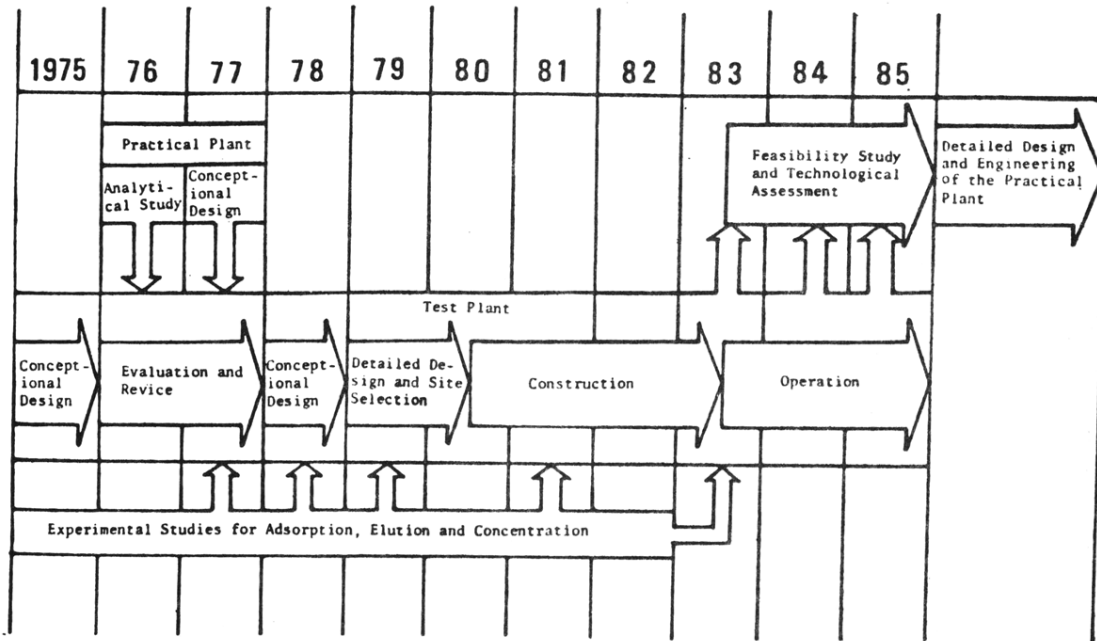 1975 76 77 78 79 80 81 82 83 84 85
Practical Plant
Analyti-
cal Study
Concept-
ional
Design
Feasibility Study
and Technological
Assessment
Detailed Design
and Engineering
of the Practical
Plant
Test Plant
Concept-
ional
Design
Evaluation and
Revice
Concept-
ional
Design
Detailed De-
sign and Site
Selection
Construction
Operation
Experimental Studies for Adsorption, Elution and Concentration